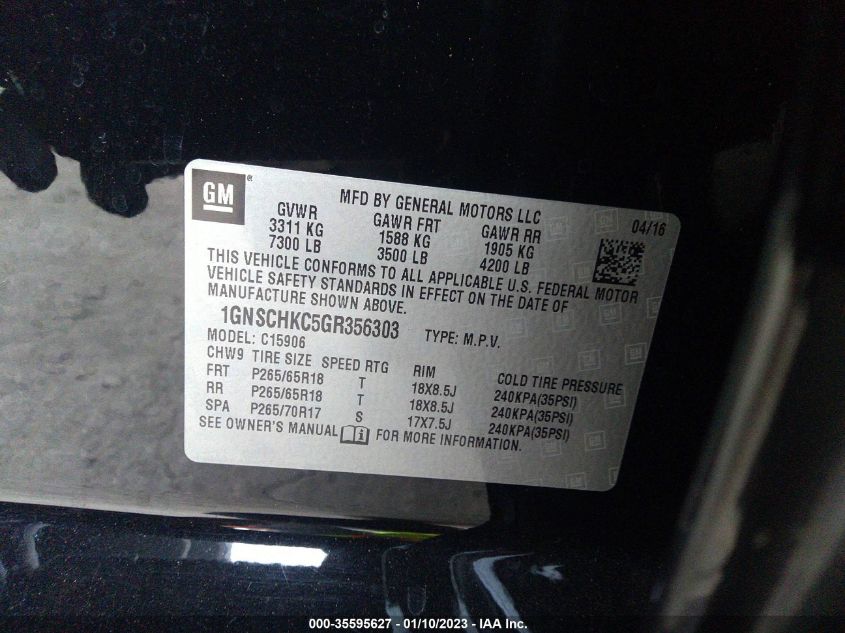 GM
MFD BY GENERAL MOTORS LLC
04/16
GVWR GAWR FRT GAWR RR
3311 KG 1588 KG 1905 KG
7300 LB 3500 LB 4200 LB
THIS VEHICLE CONFORMS TO ALL APPLICABLE U.S. FEDERAL MOTOR
VEHICLE SAFETY STANDARDS IN EFFECT ON THE DATE OF
MANUFACTURE SHOWN ABOVE.
1GNSCHKC5GR356303 TYPE: M.P.V.
MODEL: C15906
CHW9 TIRE SIZE SPEED RTG RIM COLD TIRE PRESSURE
FRT P265/65R18 T 18X8.5J 240KPA(35PSI)
RR P265/65R18 T 18X8.5J 240KPA(35PSI)
SPA P265/70R17 S 17X7.5J 240KPA(35PSI)
SEE OWNER'S MANUAL FOR MORE INFORMATION.
000-35595627 - 01/10/2023 - IAA Inc.